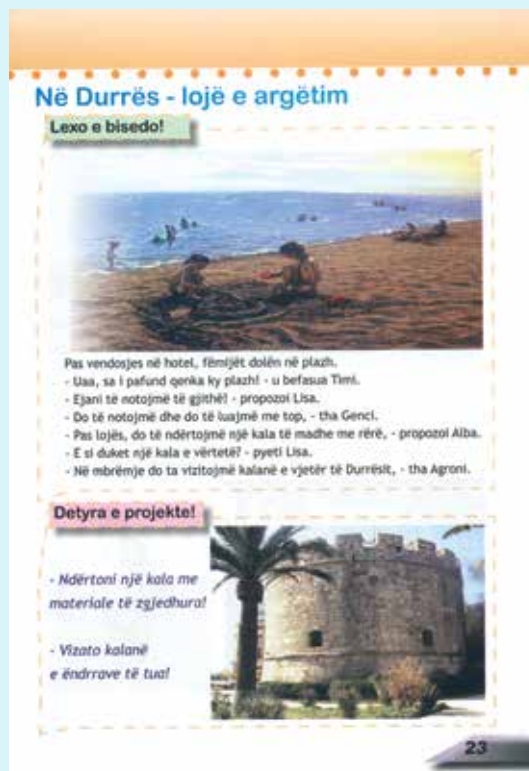 Në Durrës - lojë e argëtim
Lexo e bisedo!
Pas vendosjes në hotel, fëmijët dolën në plazh.
- Uaa, sa i pafund qenka ky plazh! - u befasua Timi.
- Ejani të notojmë të gjithë! - propozoi Lisa.
- Do të notojmë dhe do të luajmë me top, - tha Genci.
- Pas lojës, do të ndërtojmë një kala të madhe me rërë, - propozoi Alba.
- E si duket një kala e vërtetë? - pyeti Lisa.
- Në mbrëmje do ta vizitojmë kalanë e vjetër të Durrësit, - tha Agroni.
Detyra e projekte!
- Ndërtoni një kala me
materiale të zgjedhura!
- Vizato kalanë
e ëndrrave të tua!
23